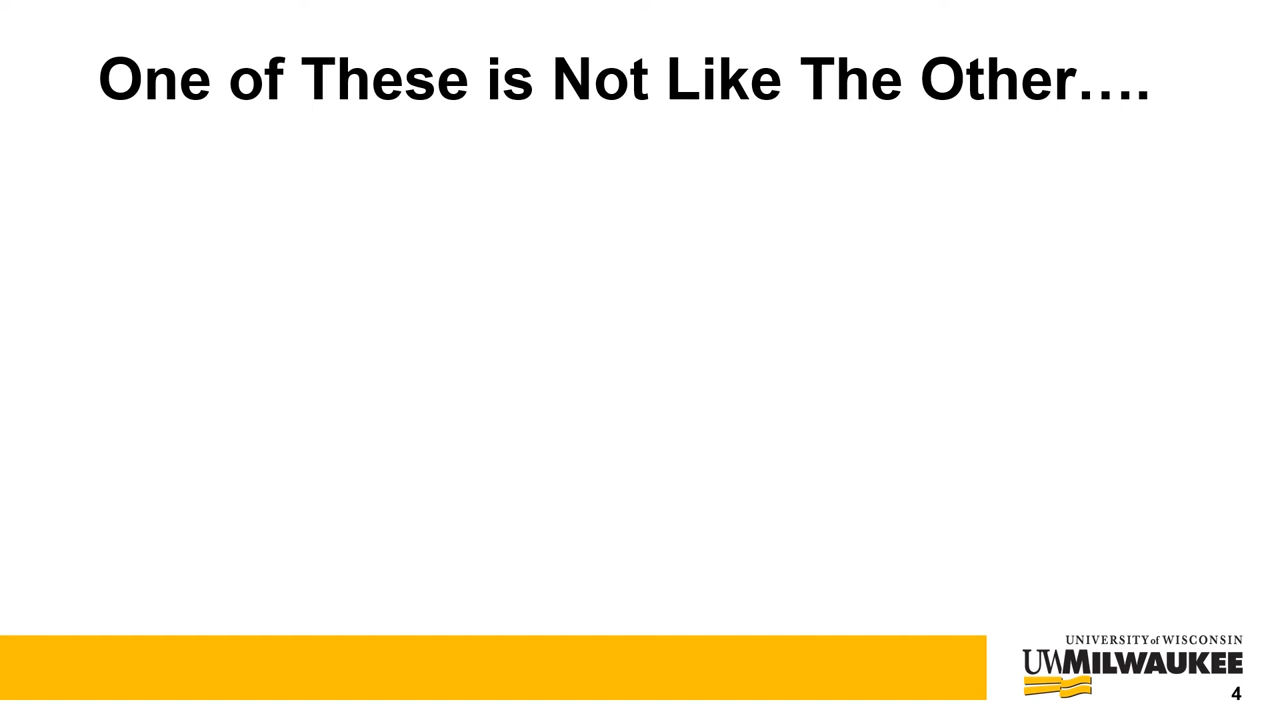 One of These is Not Like The Other….
UNIVERSITY of WISCONSIN
UWMILWAUKEE
4